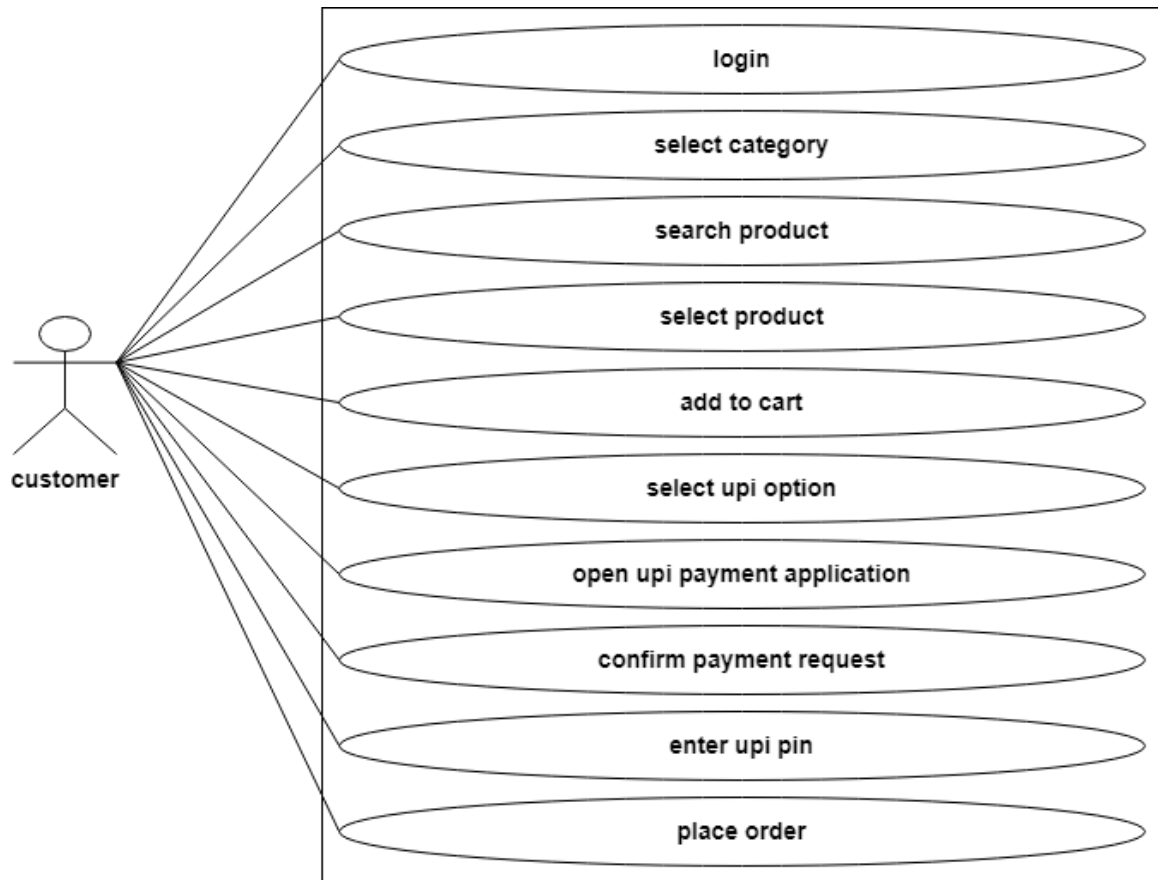 login
select category
search product
select product
add to cart
customer
select upi option
open upi payment application
confirm payment request
enter upi pin
place order